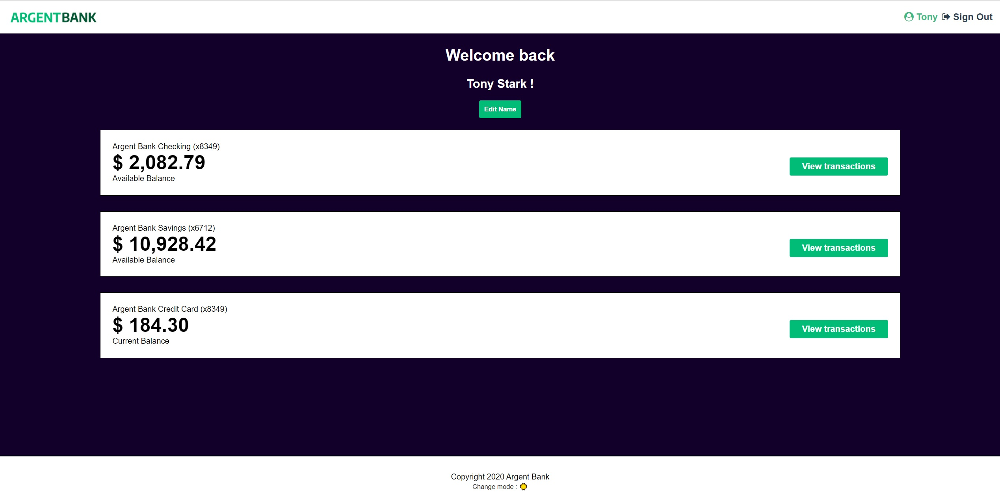 ARGENTBANK
Tony Sign Out
Welcome back
Tony Stark !
Edit Name
Argent Bank Checking (x8349)
$ 2,082.79
Available Balance
View transactions
Argent Bank Savings (x6712)
$ 10,928.42
Available Balance
View transactions
Argent Bank Credit Card (x8349)
$ 184.30
Current Balance
View transactions
Copyright 2020 Argent Bank
Change mode :